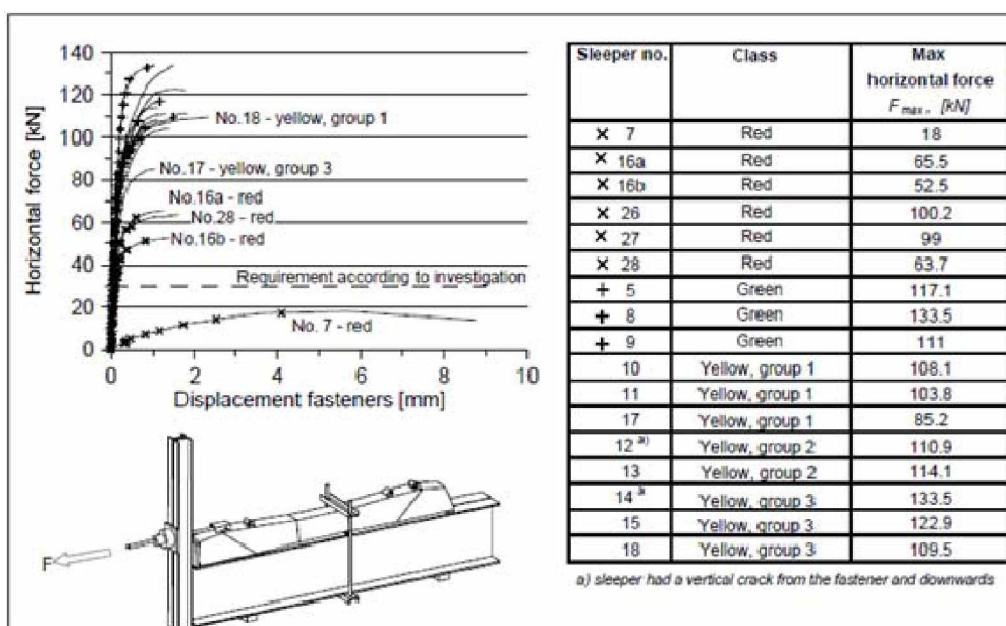 140
120
100
80
60
40
20
0
Horizontal force [kN]
No.18 - yellow, group 1
No.17 - yellow, group 3
No.16a - red
No.28 - red
No.16b - red
Requirement according to investigation
No. 7 - red
0 2 4 6 8 10
Displacement fasteners [mm]
F
Sleeper no. Class Max horizontal force F max, [kN]
× 7 Red 18
× 16a Red 65.5
× 16b Red 52.5
× 26 Red 100.2
× 27 Red 99
× 28 Red 63.7
+ 5 Green 117.1
+ 8 Green 133.5
+ 9 Green 111
10 Yellow, group 1 108.1
11 Yellow, group 1 103.8
17 Yellow, group 1 85.2
12 a) Yellow, group 2 110.9
13 Yellow, group 2 114.1
14 a Yellow, group 3 133.5
15 Yellow, group 3 122.9
18 Yellow, group 3 109.5
a) sleeper had a vertical crack from the fastener and downwards